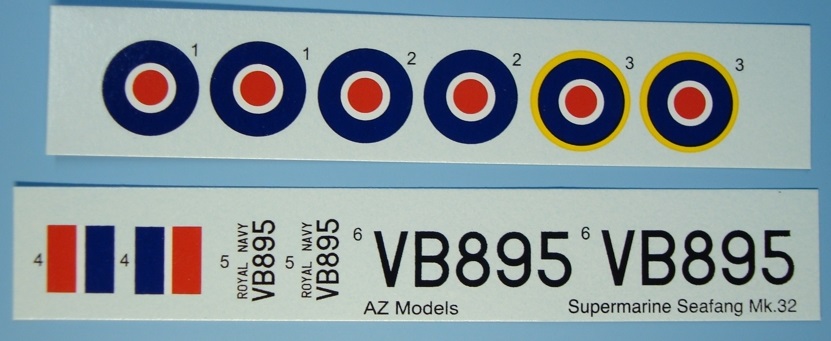 1 1 2 2 3 3
4 4
5 ROYAL NAVY
VB895
5 ROYAL NAVY
VB895
6 VB895
6 VB895
AZ Models
Supermarine Seafang Mk.32